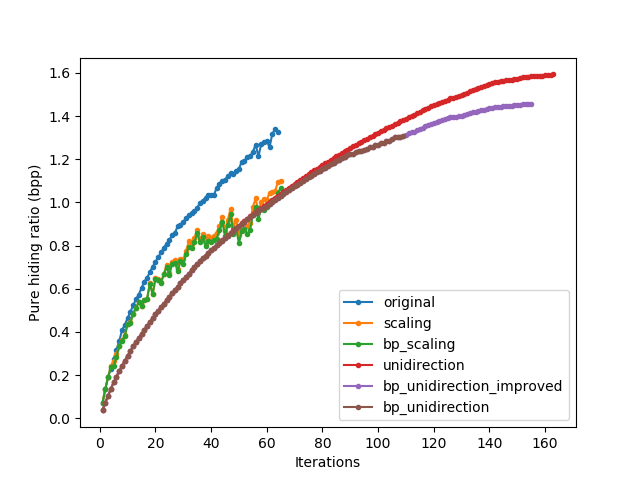 1.6
1.4
1.2
1.0
0.8
0.6
0.4
0.2
0.0
Pure hiding ratio (bpp)
original
scaling
bp_scaling
unidirection
bp_unidirection_improved
bp_unidirection
0 20 40 60 80 100 120 140 160
Iterations